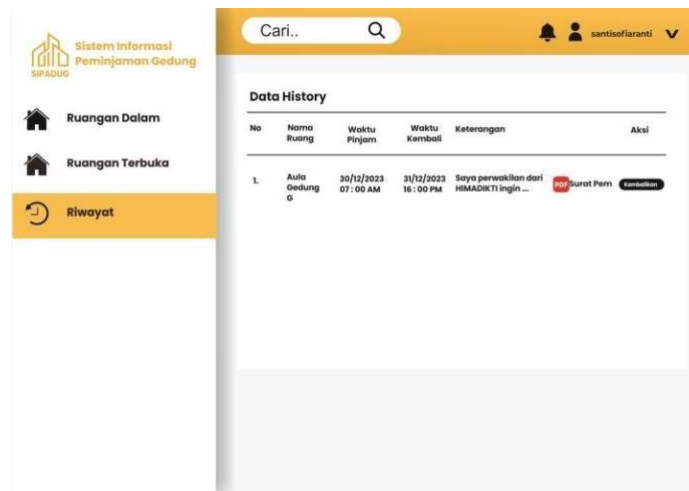 Sistem Informasi
Peminjaman Gedung
SIPADUG
Cari..
santisofiaranti
Ruangan Dalam
Ruangan Terbuka
Riwayat
Data History
No Nama Ruang Waktu Pinjam Waktu Kembali Keterangan Aksi
1. Aula Gedung G 30/12/2023 07 : 00 AM 31/12/2023 16 : 00 PM Saya perwakilan dari HIMADIKTI ingin ... PDF Surat Pem Kembalikan